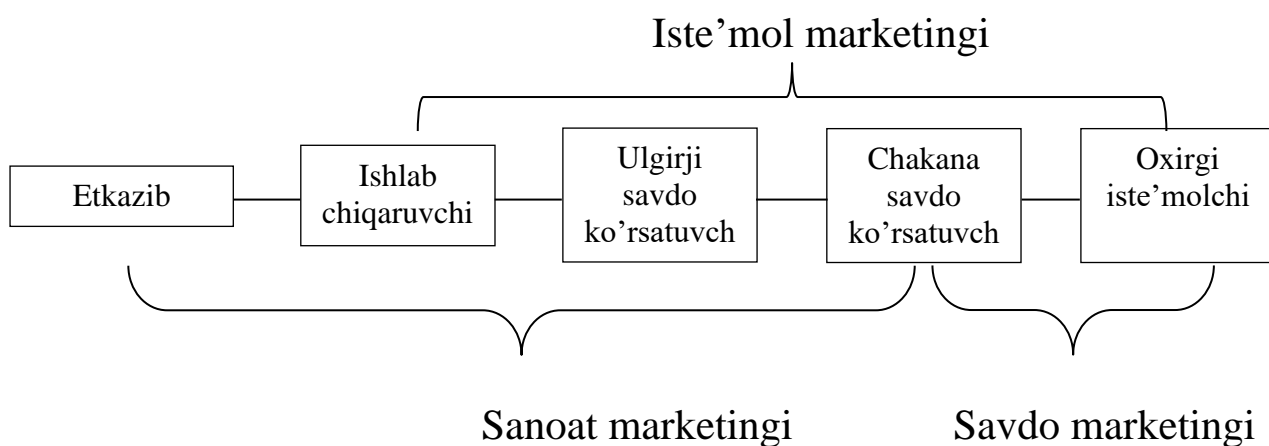 Iste’mol marketingi
Etkazib
Ishlab
chiqaruvchi
Ulgirji
savdo
ko’rsatuvch
Chakana
savdo
ko’rsatuvch
Oxirgi
iste’molchi
Sanoat marketingi
Savdo marketingi